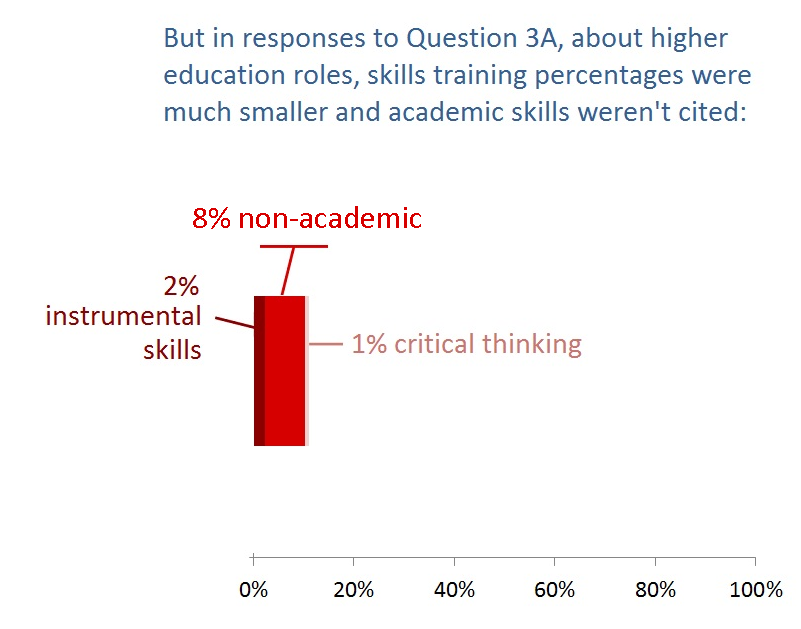 But in responses to Question 3A, about higher
education roles, skills training percentages were
much smaller and academic skills weren't cited:
8% non-academic
2%
instrumental
skills
1% critical thinking
0% 20% 40% 60% 80% 100%